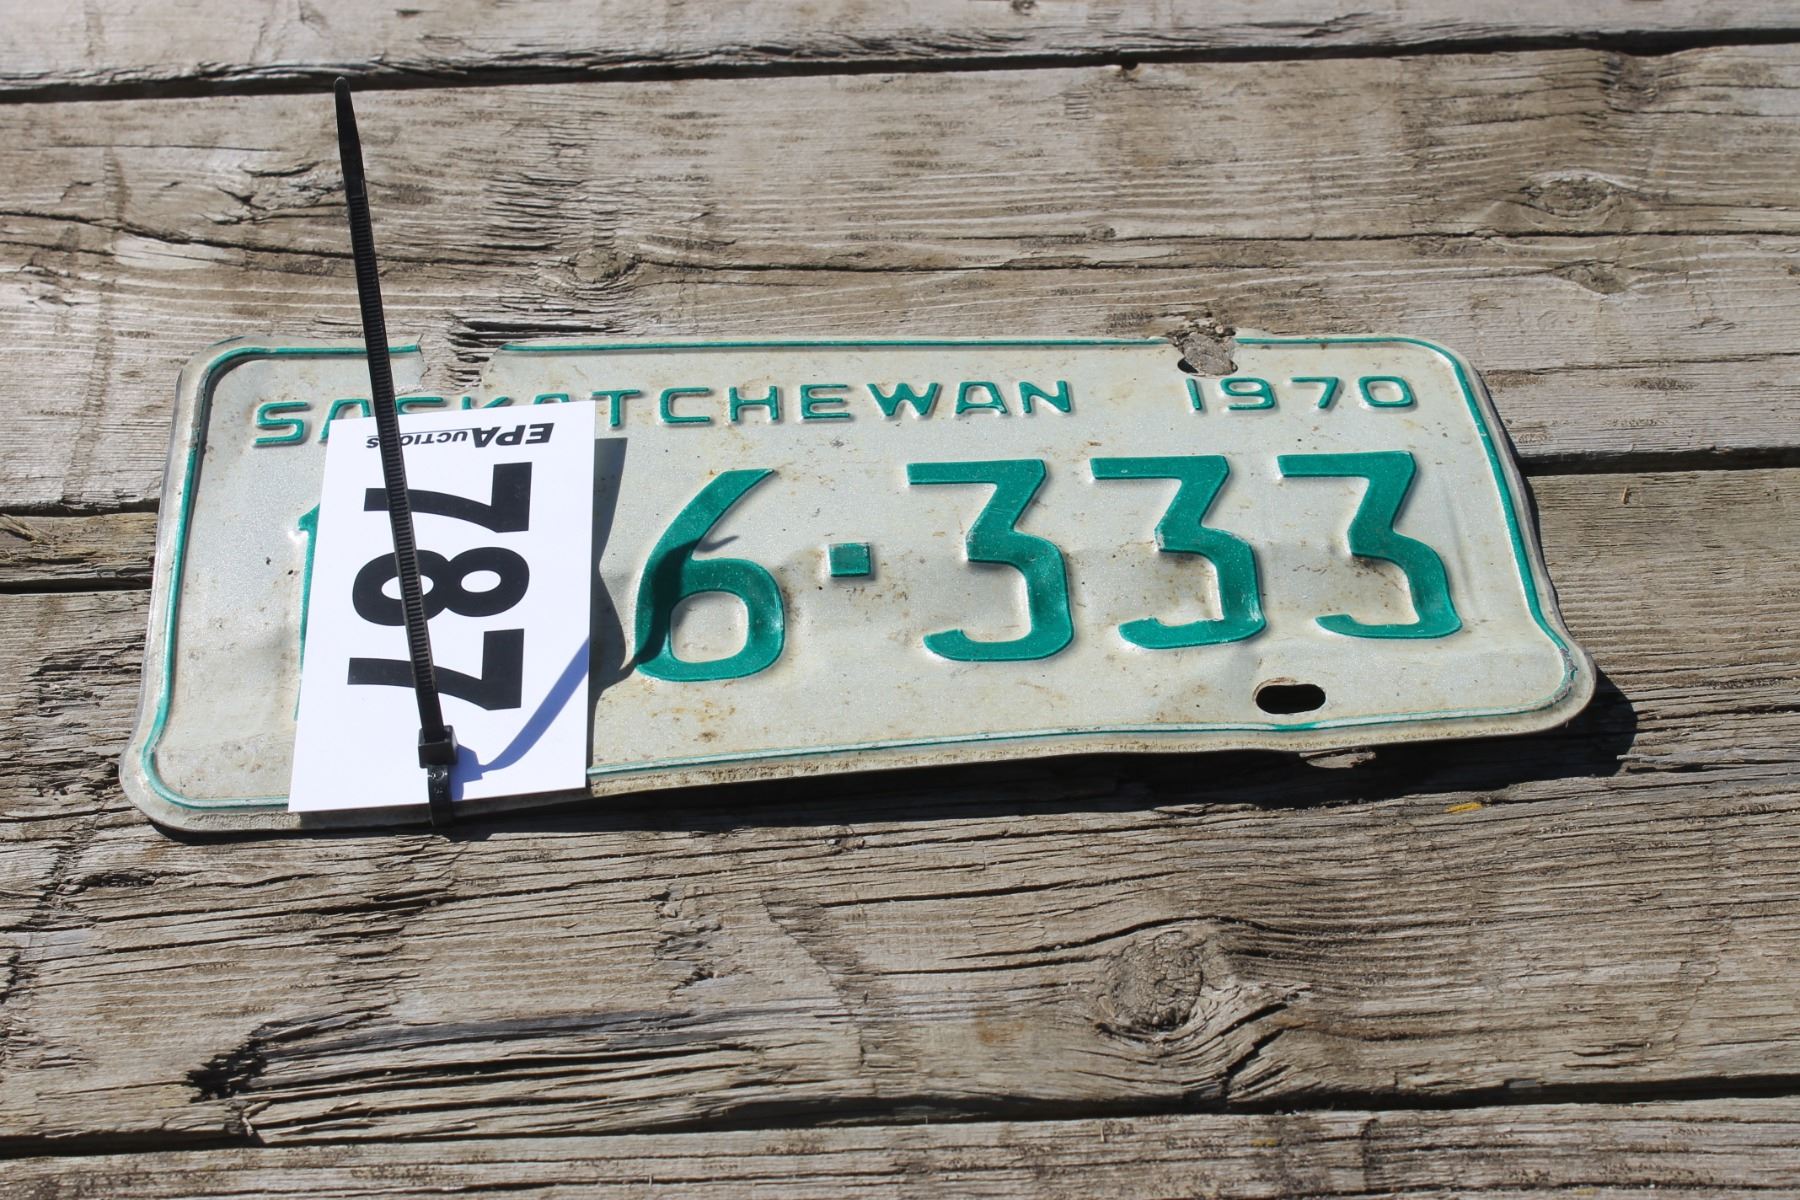 SASKATCHEWAN 1970
6·333
EPAuctions
787